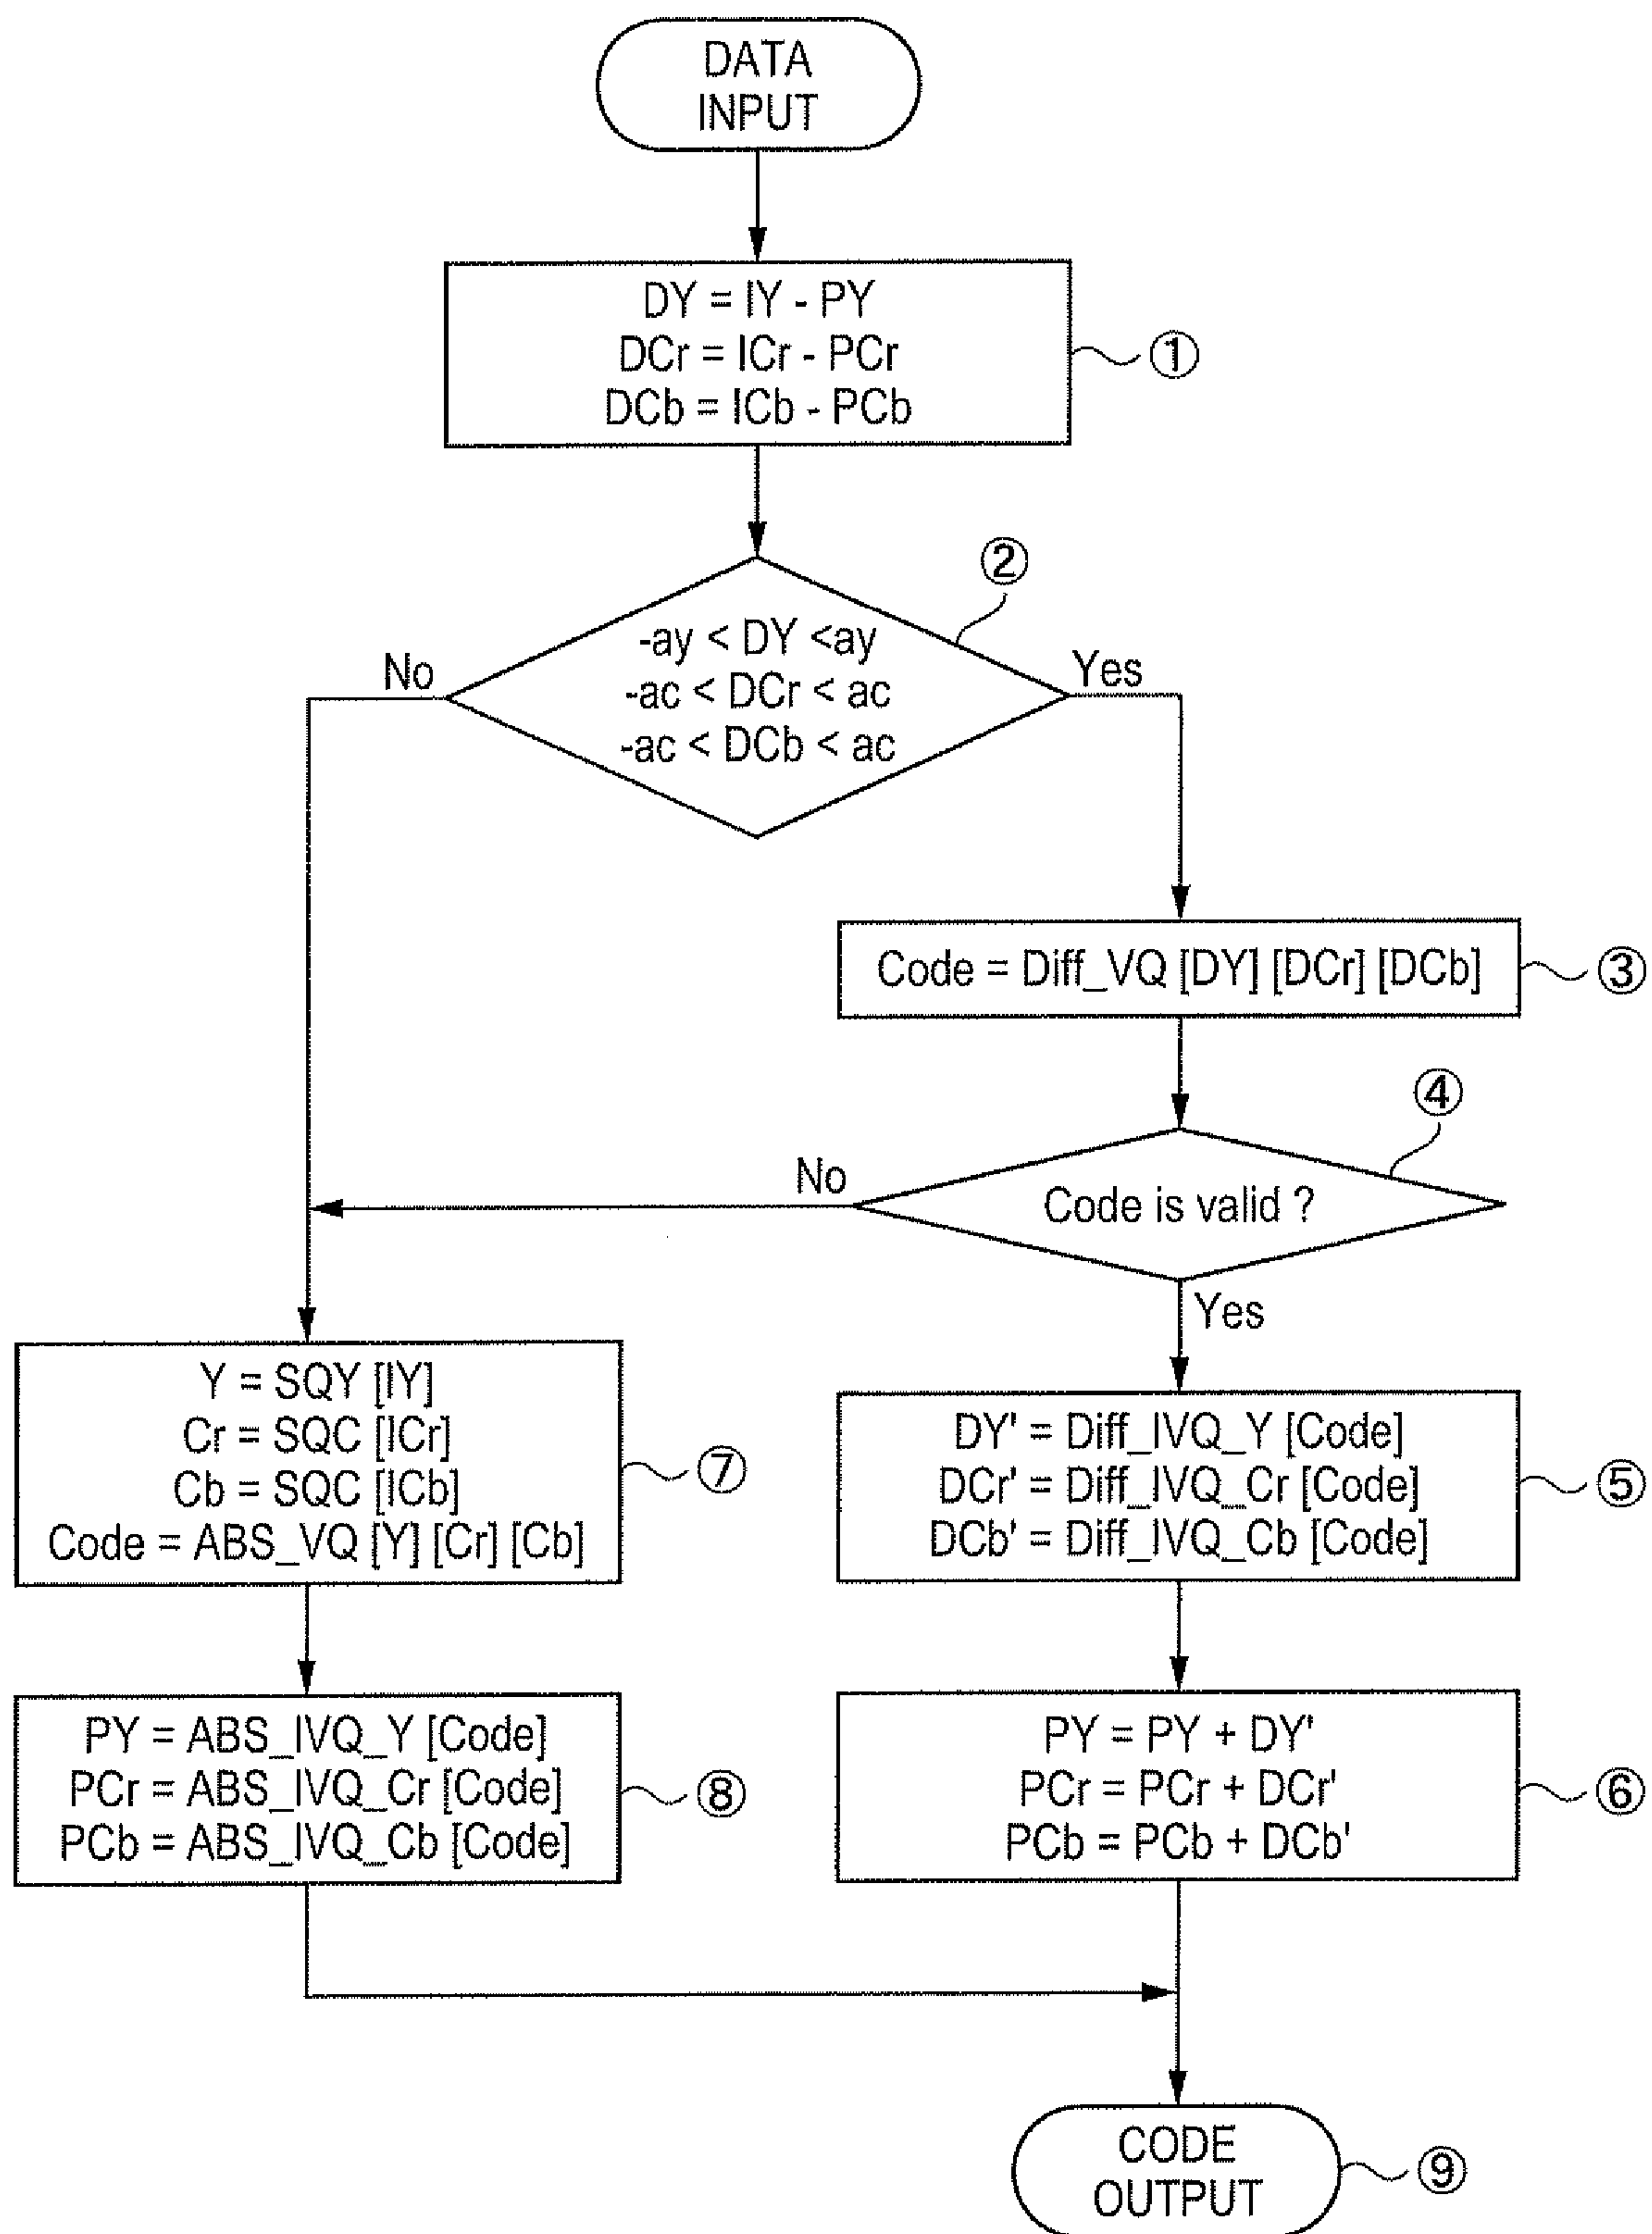 DATA
INPUT
DY = IY - PY
DCr = ICr - PCr
DCb = ICb - PCb
①
②
-ay < DY <ay
-ac < DCr < ac
-ac < DCb < ac
No
Yes
Code = Diff_VQ [DY] [DCr] [DCb]
③
④
Code is valid ?
No
Yes
Y = SQY [IY]
Cr = SQC [ICr]
Cb = SQC [ICb]
Code = ABS_VQ [Y] [Cr] [Cb]
⑦
DY' = Diff_IVQ_Y [Code]
DCr' = Diff_IVQ_Cr [Code]
DCb' = Diff_IVQ_Cb [Code]
⑤
PY = ABS_IVQ_Y [Code]
PCr = ABS_IVQ_Cr [Code]
PCb = ABS_IVQ_Cb [Code]
⑧
PY = PY + DY'
PCr = PCr + DCr'
PCb = PCb + DCb'
⑥
CODE
OUTPUT
⑨